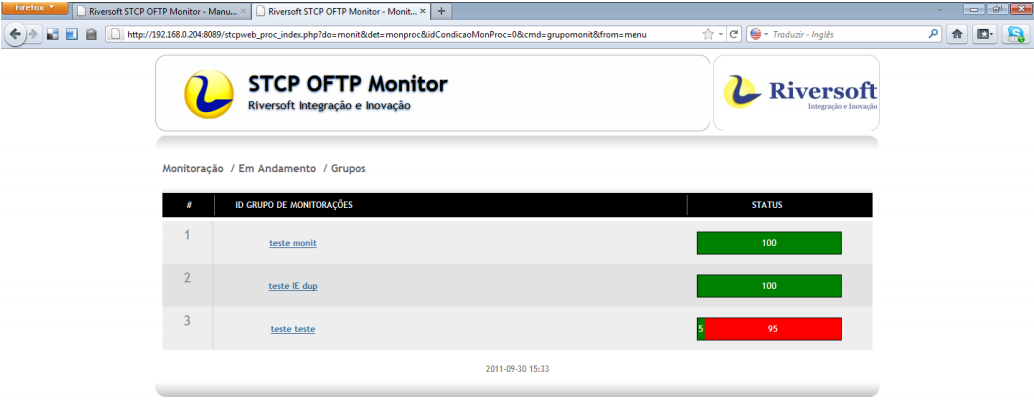 Firefox
Riversoft STCP OFTP Monitor - Manu...
Riversoft STCP OFTP Monitor - Monit...
http://192.168.0.204:8089/stcpweb_proc_index.php?do=monit&det=monproc&idCondicaoMonProc=0&cmd=grupomonit&from=menu
Traduzir - Inglês
STCP OFTP Monitor
Riversoft Integração e Inovação
Riversoft
Integração e Inovação
Monitoração / Em Andamento / Grupos
# ID GRUPO DE MONITORAÇÕES STATUS
1 teste monit 100
2 teste IE dup 100
3 teste teste 5 95
2011-09-30 15:33